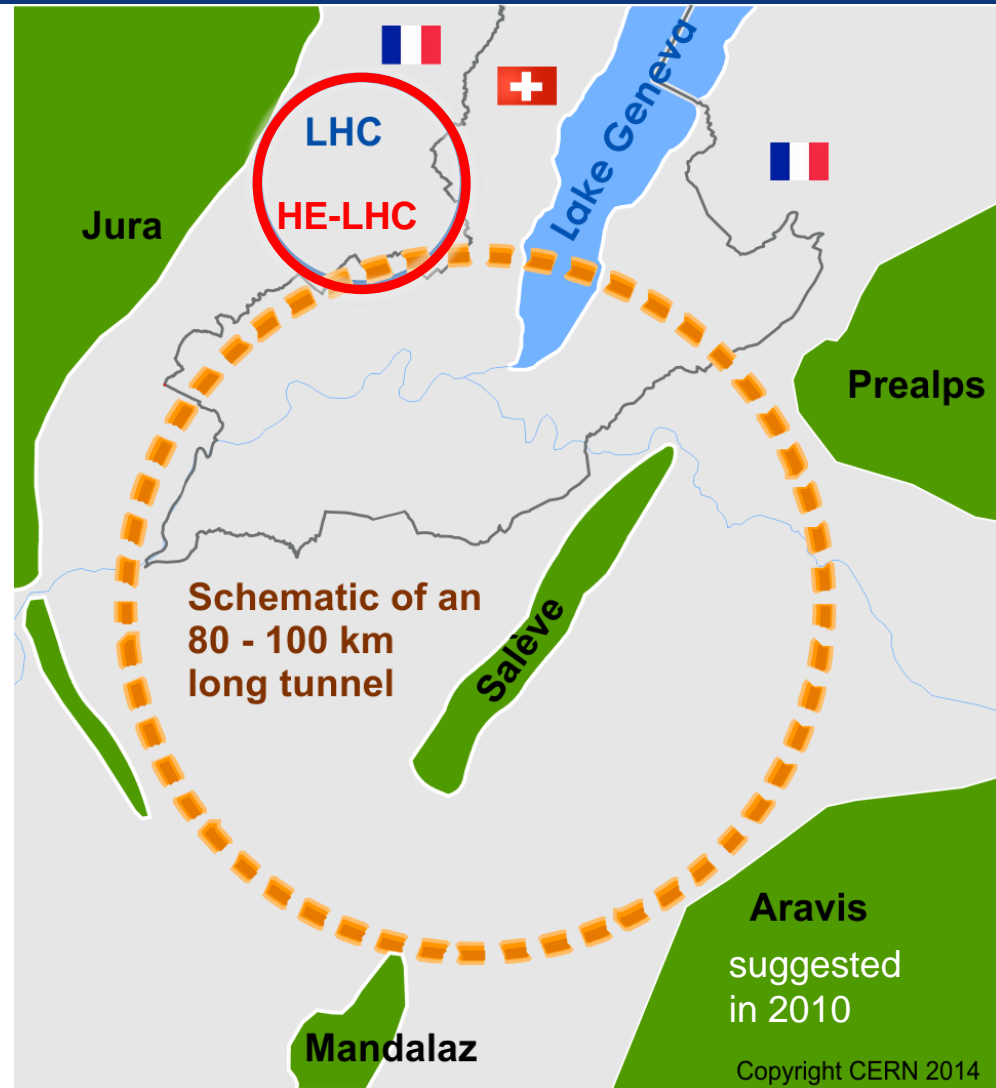 LHC
HE-LHC
Lake Geneva
Jura
Prealps
Schematic of an
80 - 100 km
long tunnel
Salève
Aravis
suggested
in 2010
Mandalaz
Copyright CERN 2014